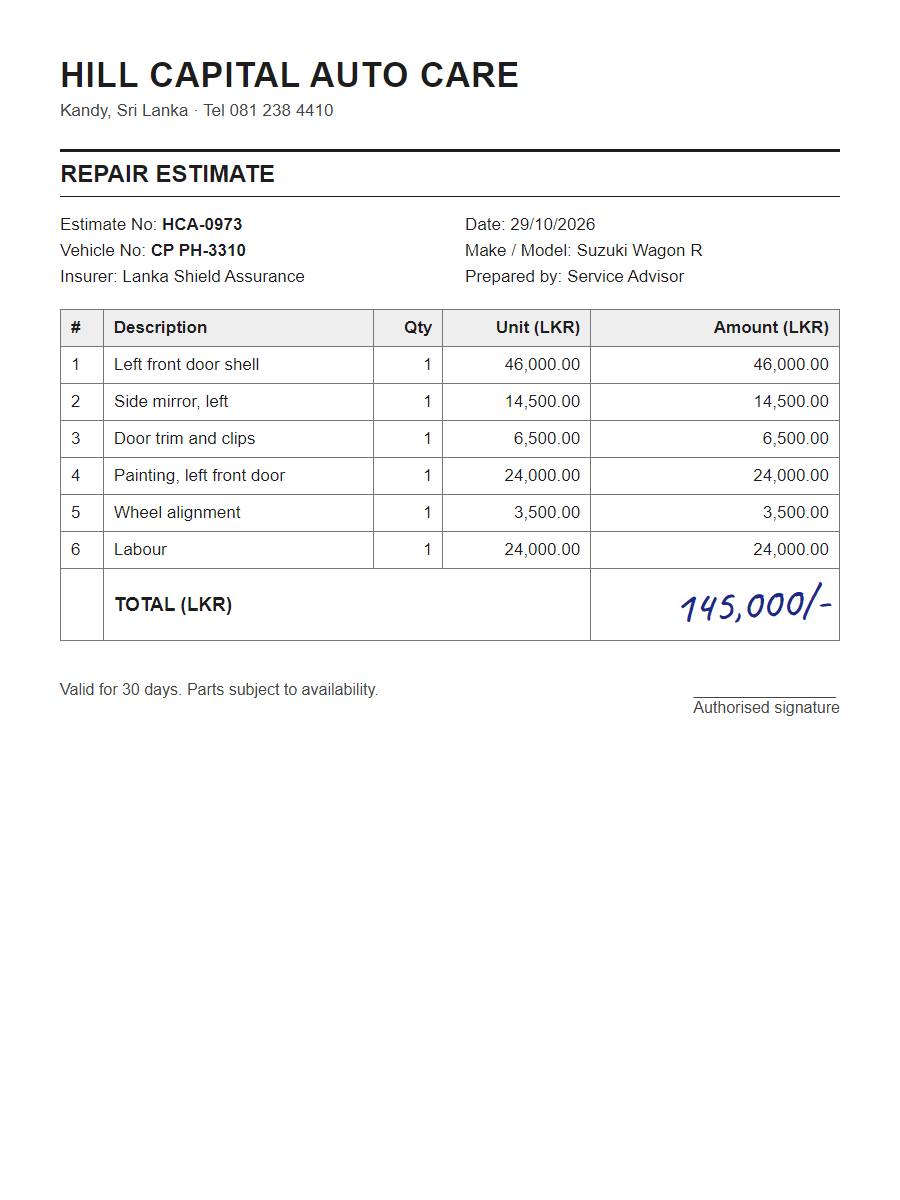 HILL CAPITAL AUTO CARE
Kandy, Sri Lanka · Tel 081 238 4410
REPAIR ESTIMATE
Estimate No: HCA-0973 Date: 29/10/2026
Vehicle No: CP PH-3310 Make / Model: Suzuki Wagon R
Insurer: Lanka Shield Assurance Prepared by: Service Advisor
# Description Qty Unit (LKR) Amount (LKR)
1 Left front door shell 1 46,000.00 46,000.00
2 Side mirror, left 1 14,500.00 14,500.00
3 Door trim and clips 1 6,500.00 6,500.00
4 Painting, left front door 1 24,000.00 24,000.00
5 Wheel alignment 1 3,500.00 3,500.00
6 Labour 1 24,000.00 24,000.00
TOTAL (LKR) 145,000/-
Valid for 30 days. Parts subject to availability.
Authorised signature